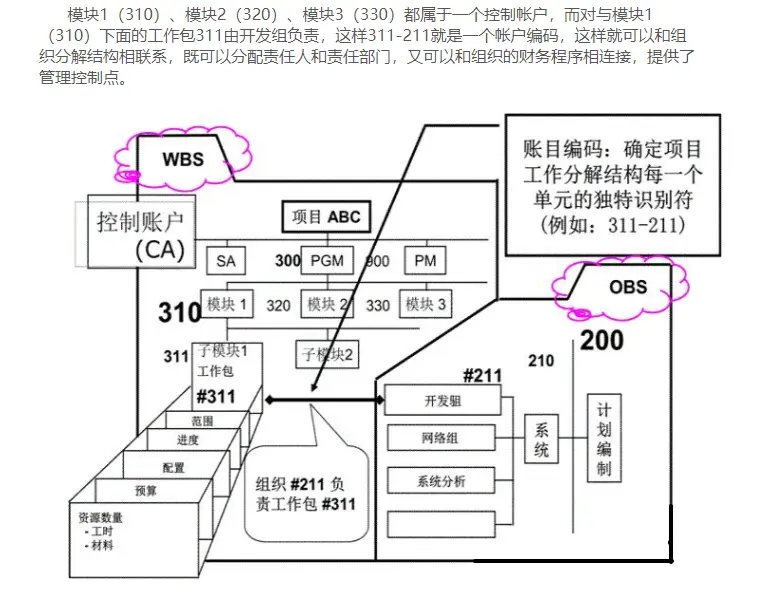 模块1（310）、模块2（320）、模块3（330）都属于一个控制帐户，而对与模块1
（310）下面的工作包311由开发组负责，这样311-211就是一个帐户编码，这样就可以和组
织分解结构相联系，既可以分配责任人和责任部门，又可以和组织的财务程序相连接，提供了
管理控制点。
WBS
账目编码：确定项目
工作分解结构每一个
单元的独特识别符
(例如：311-211)
控制账户
(CA)
项目 ABC
SA
300
PGM
900
PM
OBS
310
模块 1
320
模块 2
330
模块 3
200
311
子模块1
工作包
#311
子模块2
210
#211
开发组
范围
进度
配置
预算
资源数量
- 工时
- 材料
组织 #211 负
责工作包 #311
网络组
系统分析
系统
计划编制